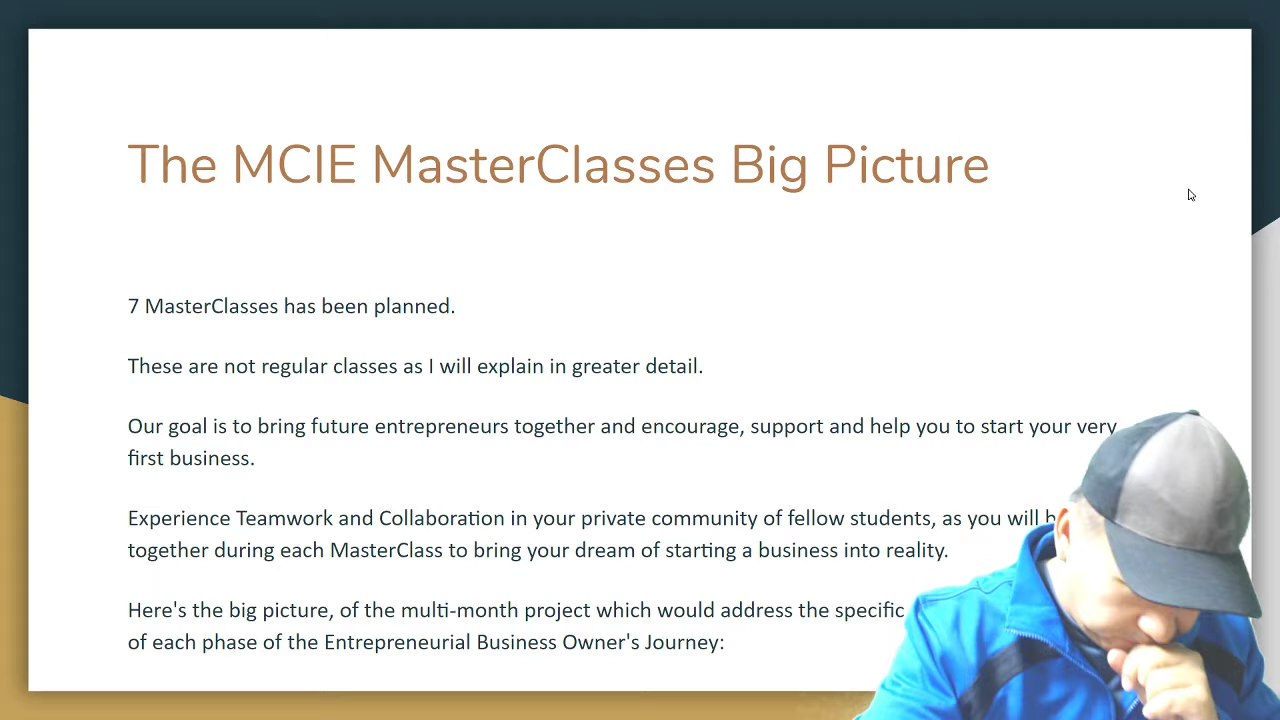 The MCIE MasterClasses Big Picture
7 MasterClasses has been planned.
These are not regular classes as I will explain in greater detail.
Our goal is to bring future entrepreneurs together and encourage, support and help you to start your very
first business.
Experience Teamwork and Collaboration in your private community of fellow students, as you will
together during each MasterClass to bring your dream of starting a business into reality.
Here's the big picture, of the multi-month project which would address the specific
of each phase of the Entrepreneurial Business Owner's Journey: